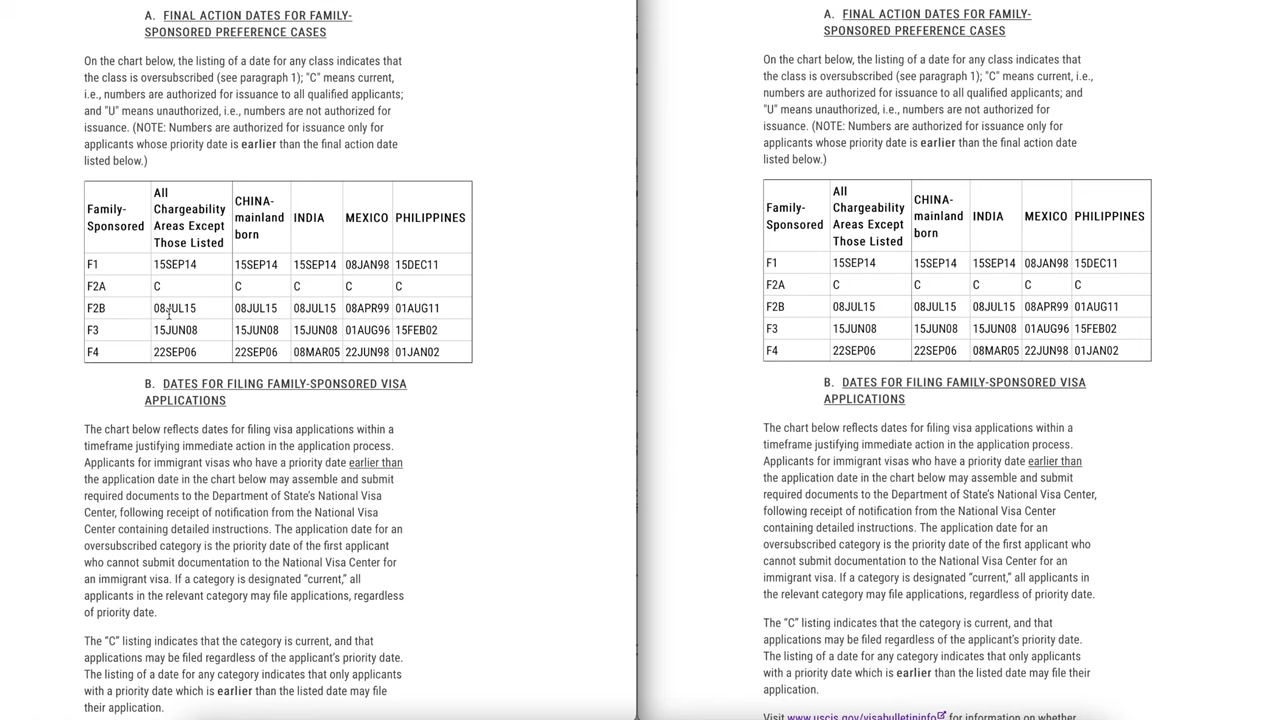 A. FINAL ACTION DATES FOR FAMILY-
SPONSORED PREFERENCE CASES
On the chart below, the listing of a date for any class indicates that
the class is oversubscribed (see paragraph 1); "C" means current,
i.e., numbers are authorized for issuance to all qualified applicants;
and "U" means unauthorized, i.e., numbers are not authorized for
issuance. (NOTE: Numbers are authorized for issuance only for
applicants whose priority date is earlier than the final action date
listed below.)
Family-Sponsored All Chargeability Areas Except Those Listed CHINA-mainland born INDIA MEXICO PHILIPPINES
F1 15SEP14 15SEP14 15SEP14 08JAN98 15DEC11
F2A C C C C C
F2B 08JUL15 08JUL15 08JUL15 08APR99 01AUG11
F3 15JUN08 15JUN08 15JUN08 01AUG96 15FEB02
F4 22SEP06 22SEP06 08MAR05 22JUN98 01JAN02
B. DATES FOR FILING FAMILY-SPONSORED VISA
APPLICATIONS
The chart below reflects dates for filing visa applications within a
timeframe justifying immediate action in the application process.
Applicants for immigrant visas who have a priority date earlier than
the application date in the chart below may assemble and submit
required documents to the Department of State's National Visa
Center, following receipt of notification from the National Visa
Center containing detailed instructions. The application date for an
oversubscribed category is the priority date of the first applicant
who cannot submit documentation to the National Visa Center for
an immigrant visa. If a category is designated “current,” all
applicants in the relevant category may file applications, regardless
of priority date.
The “C” listing indicates that the category is current, and that
applications may be filed regardless of the applicant’s priority date.
The listing of a date for any category indicates that only applicants
with a priority date which is earlier than the listed date may file
their application.
A. FINAL ACTION DATES FOR FAMILY-
SPONSORED PREFERENCE CASES
On the chart below, the listing of a date for any class indicates that
the class is oversubscribed (see paragraph 1); "C" means current, i.e.,
numbers are authorized for issuance to all qualified applicants; and
"U" means unauthorized, i.e., numbers are not authorized for
issuance. (NOTE: Numbers are authorized for issuance only for
applicants whose priority date is earlier than the final action date
listed below.)
Family-Sponsored All Chargeability Areas Except Those Listed CHINA-mainland born INDIA MEXICO PHILIPPINES
F1 15SEP14 15SEP14 15SEP14 08JAN98 15DEC11
F2A C C C C C
F2B 08JUL15 08JUL15 08JUL15 08APR99 01AUG11
F3 15JUN08 15JUN08 15JUN08 01AUG96 15FEB02
F4 22SEP06 22SEP06 08MAR05 22JUN98 01JAN02
B. DATES FOR FILING FAMILY-SPONSORED VISA
APPLICATIONS
The chart below reflects dates for filing visa applications within a
timeframe justifying immediate action in the application process.
Applicants for immigrant visas who have a priority date earlier than
the application date in the chart below may assemble and submit
required documents to the Department of State's National Visa Center,
following receipt of notification from the National Visa Center
containing detailed instructions. The application date for an
oversubscribed category is the priority date of the first applicant who
cannot submit documentation to the National Visa Center for an
immigrant visa. If a category is designated “current,” all applicants in
the relevant category may file applications, regardless of priority date.
The “C” listing indicates that the category is current, and that
applications may be filed regardless of the applicant’s priority date.
The listing of a date for any category indicates that only applicants
with a priority date which is earlier than the listed date may file their
application.
Visit www.uscis.gov/visabulletininfo for information on whether